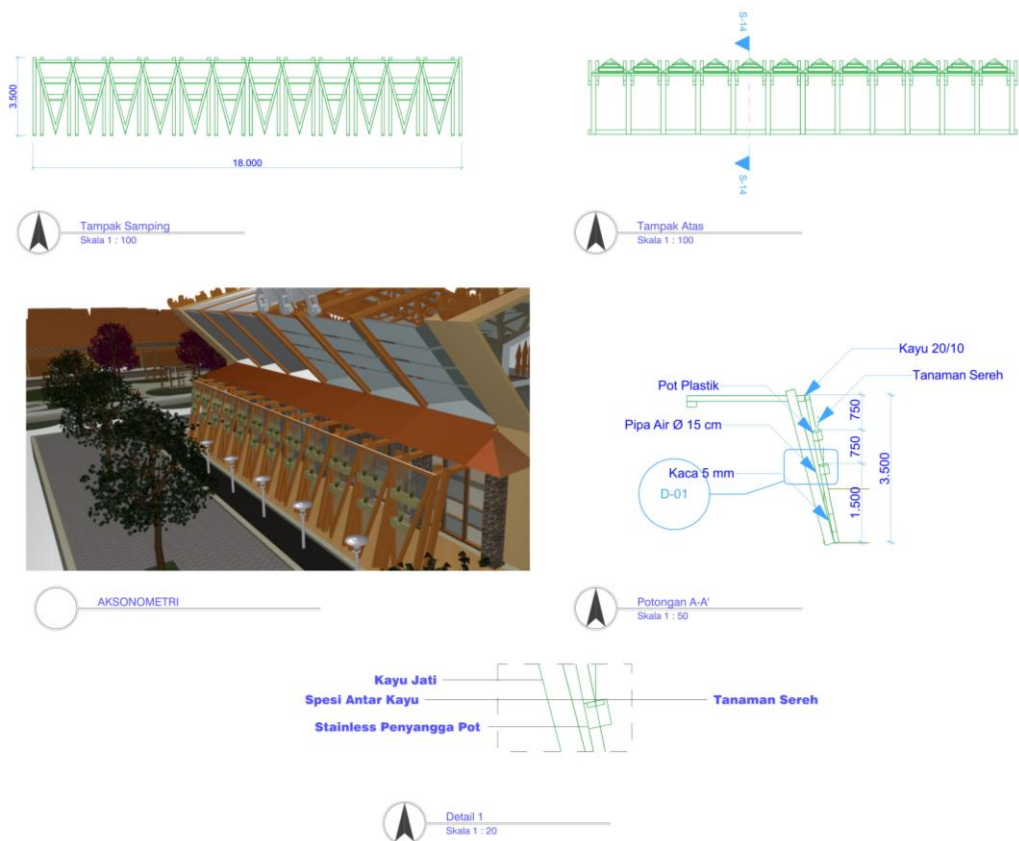 S-14
3.500
18.000
S-14
Tampak Samping
Skala 1 : 100
Tampak Atas
Skala 1 : 100
Kayu 20/10
Tanaman Sereh
Pot Plastik
750
Pipa Air Ø 15 cm
750
3.500
Kaca 5 mm
D-01
1.500
AKSONOMETRI
Potongan A-A'
Skala 1 : 50
Kayu Jati
Spesi Antar Kayu
Tanaman Sereh
Stainless Penyangga Pot
Detail 1
Skala 1 : 20